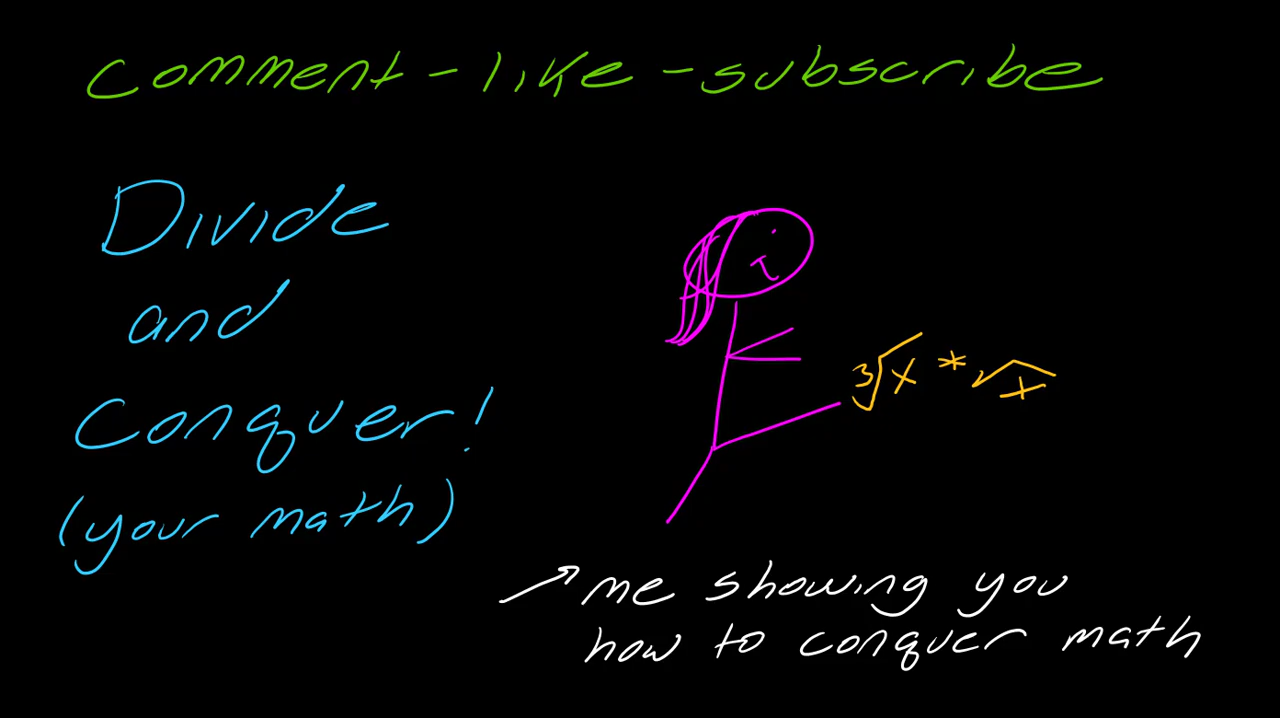 comment - like - subscribe
Divide
and
Conquer!
(your math)
∛x * √x
me showing you
how to conquer math